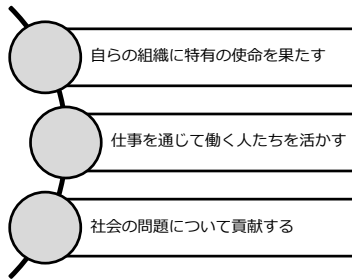 自らの組織に特有の使命を果たす
仕事を通じて働く人たちを活かす
社会の問題について貢献する